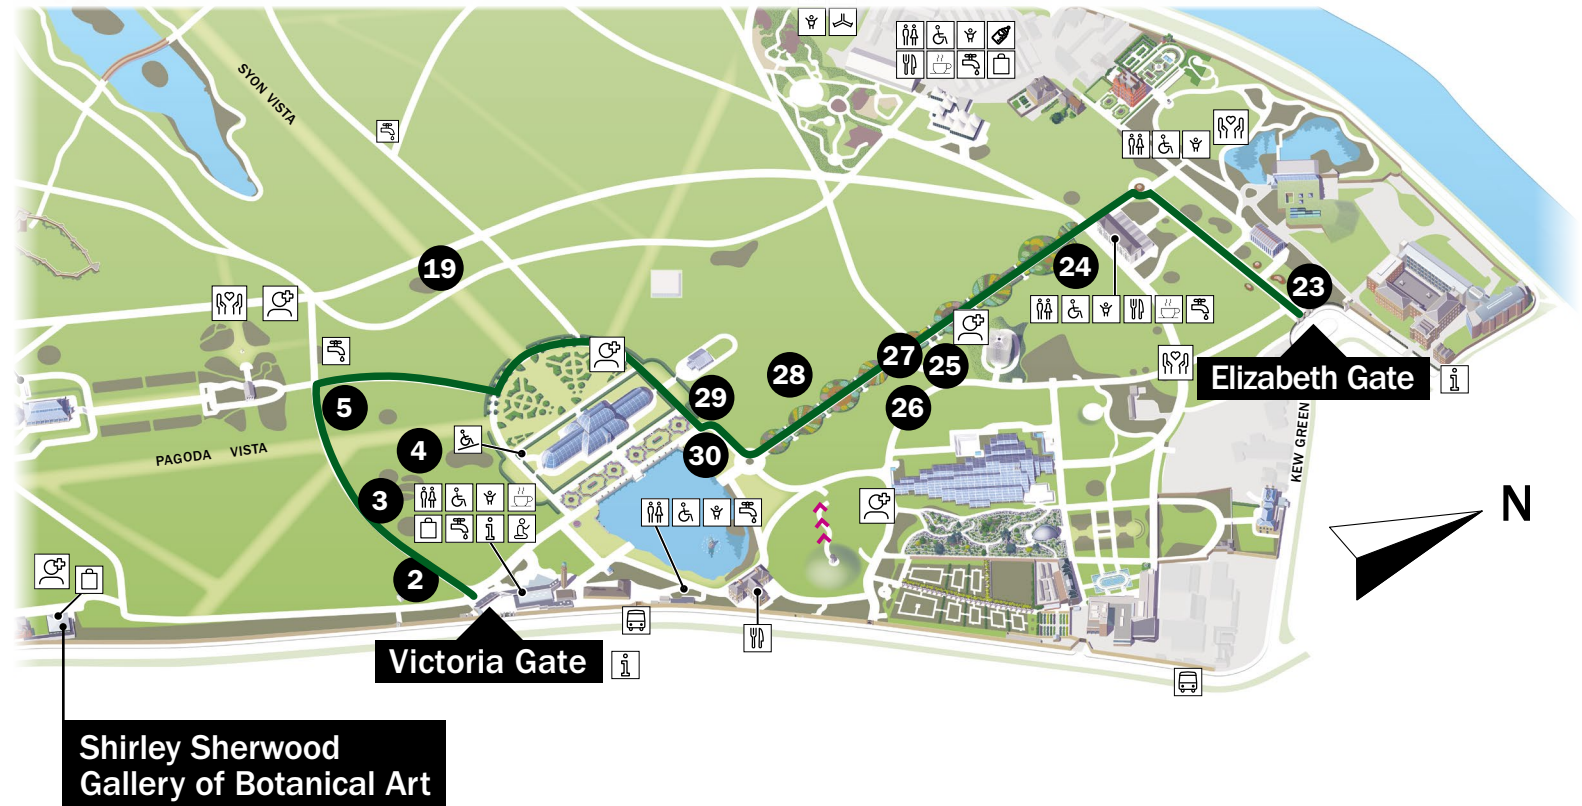 SYON VISTA
19
23
24
27
25
28
26
29
5
30
4
3
2
PAGODA VISTA
i
Elizabeth Gate
i
KEW GREEN
N
Victoria Gate
i
Shirley Sherwood
Gallery of Botanical Art